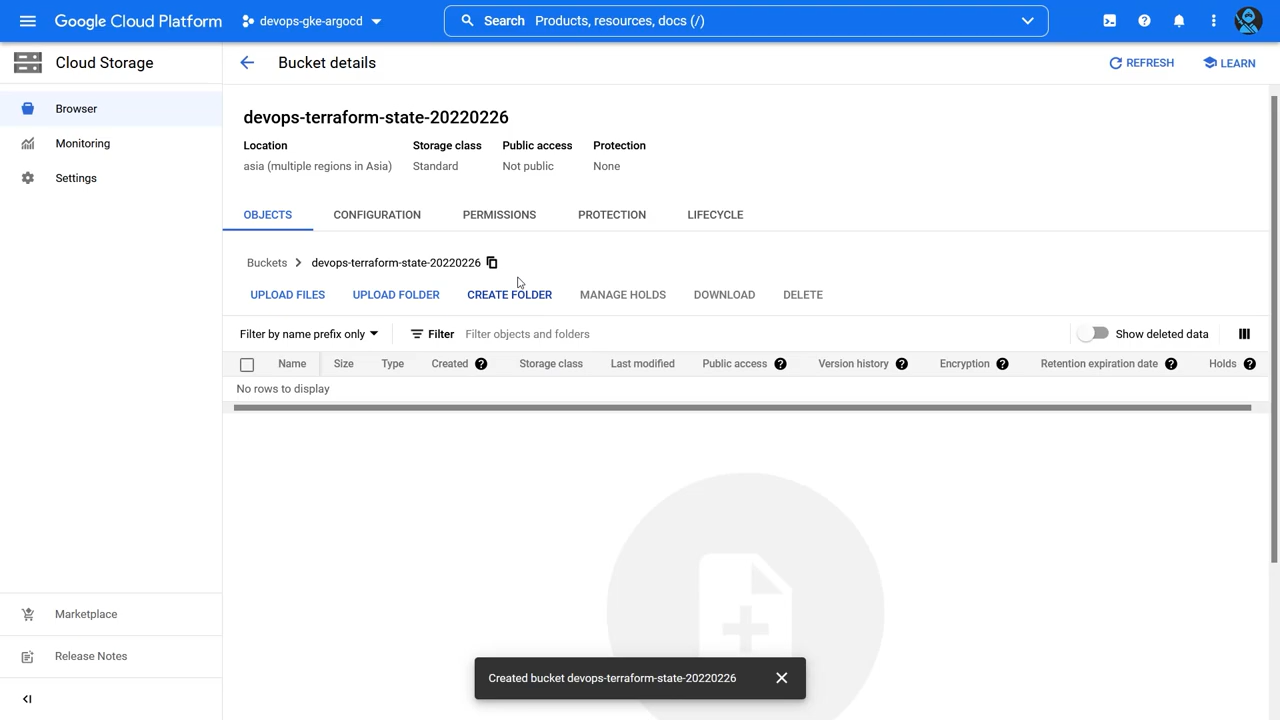 Google Cloud Platform devops-gke-argocd Search Products, resources, docs (/)
Cloud Storage
Bucket details
REFRESH LEARN
Browser
Monitoring
Settings
devops-terraform-state-20220226
Location Storage class Public access Protection
asia (multiple regions in Asia) Standard Not public None
OBJECTS CONFIGURATION PERMISSIONS PROTECTION LIFECYCLE
Buckets > devops-terraform-state-20220226
UPLOAD FILES UPLOAD FOLDER CREATE FOLDER MANAGE HOLDS DOWNLOAD DELETE
Filter by name prefix only Filter Filter objects and folders Show deleted data
Name Size Type Created Storage class Last modified Public access Version history Encryption Retention expiration date Holds
No rows to display
Marketplace
Release Notes
Created bucket devops-terraform-state-20220226